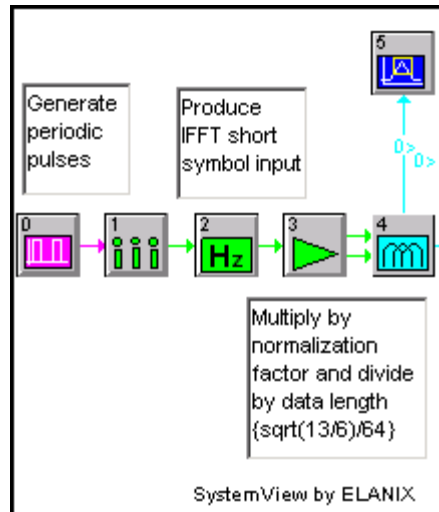 5
Generate
periodic
pulses
Produce
IFFT short
symbol input
0>
0>
0
1
2
3
4
Hz
Multiply by
normalization
factor and divide
by data length
{sqrt(13/6)/64}
SystemView by ELANIX